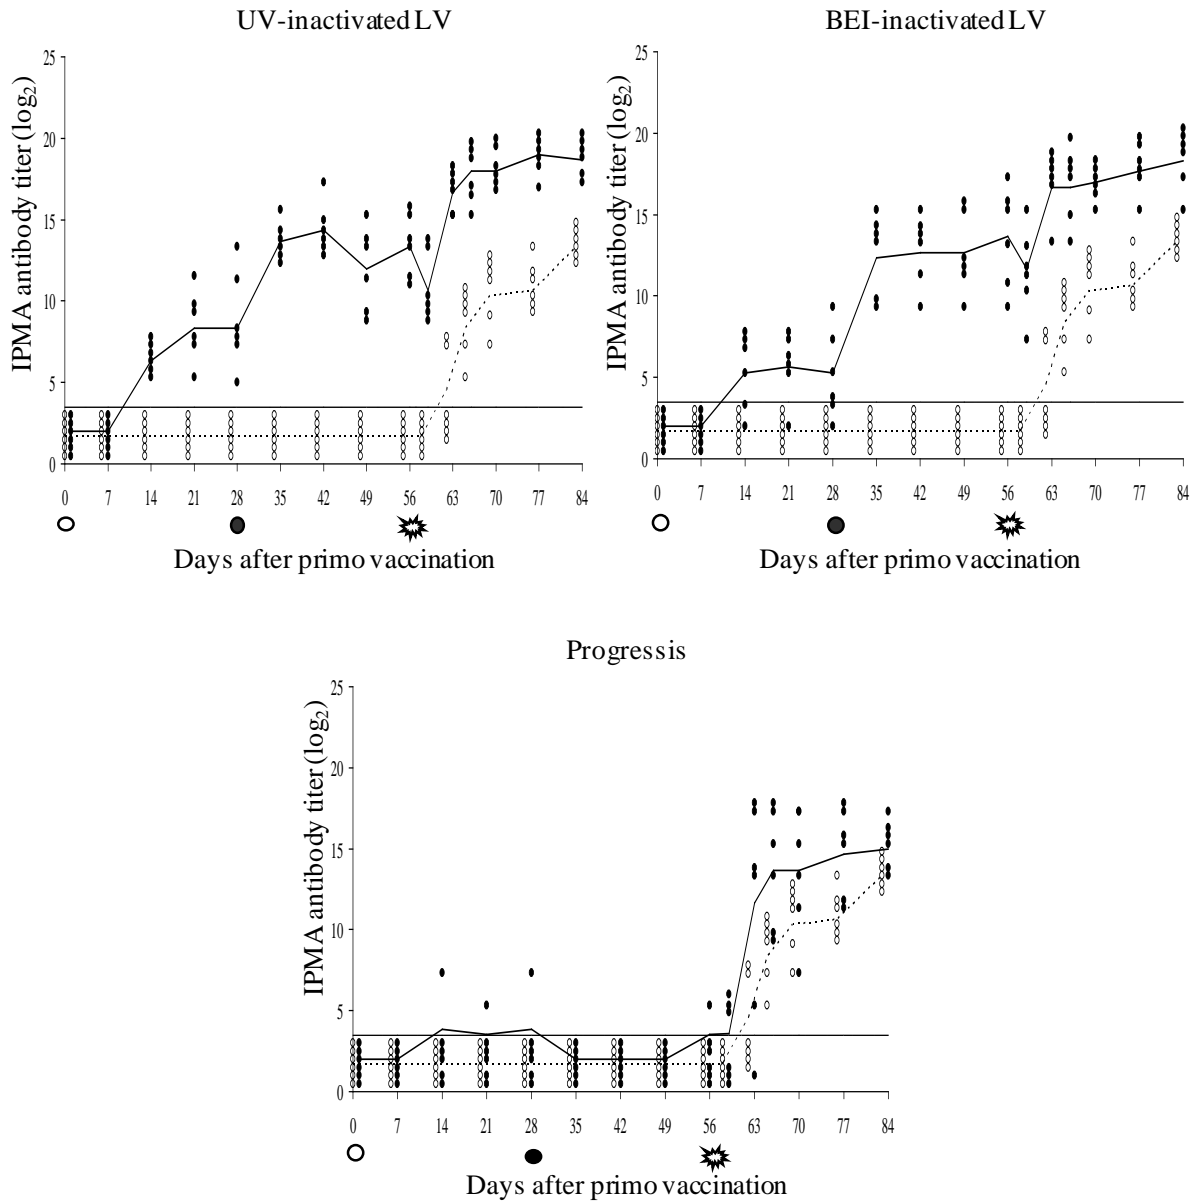 UV-inactivated LV
IPMA antibody titer (log2)
25
20
15
10
5
0
0 7 14 21 28 35 42 49 56 63 70 77 84
Days after primo vaccination
BEI-inactivated LV
IPMA antibody titer (log2)
25
20
15
10
5
0
0 7 14 21 28 35 42 49 56 63 70 77 84
Days after primo vaccination
Progressis
IPMA antibody titer (log2)
25
20
15
10
5
0
0 7 14 21 28 35 42 49 56 63 70 77 84
Days after primo vaccination